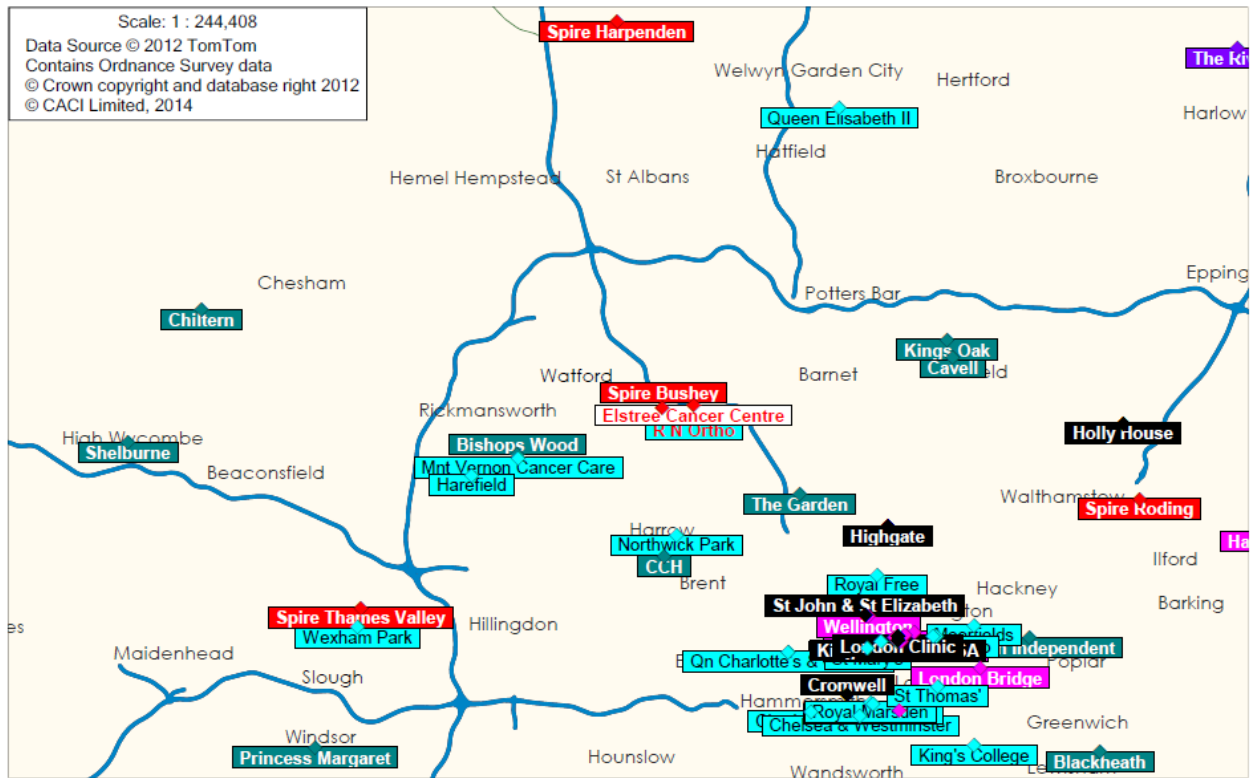 Scale: 1 : 244,408
Data Source © 2012 TomTom
Contains Ordnance Survey data
© Crown copyright and database right 2012
© CACI Limited, 2014
Spire Harpenden
Welwyn Garden City
Hertford
Harlow
Queen Elisabeth II
Hatfield
Hemel Hempstead
St Albans
Broxbourne
Epping
Chesham
Potters Bar
Chiltern
Kings Oak
Cavell
Watford
Barnet
Spire Bushey
Elstree Cancer Centre
R N Ortho
Rickmansworth
Holly House
High Wycombe
Shelburne
Bishops Wood
Mnt Vernon Cancer Care
Harefield
Beaconsfield
The Garden
Walthamstow
Spire Roding
Harrow
Northwick Park
CCH
Highgate
Ilford
Brent
Royal Free
Hackney
Barking
St John & St Elizabeth
Spire Thames Valley
Wexham Park
Hillingdon
Wellington
Moorfields
London Clinic
Independent
Maidenhead
Qn Charlotte's &
St Mary's
Poplar
Slough
Cromwell
London Bridge
St Thomas'
Royal Marsden
Chelsea & Westminster
Greenwich
Windsor
Princess Margaret
Hounslow
King's College
Blackheath
Wandsworth
Lewisham